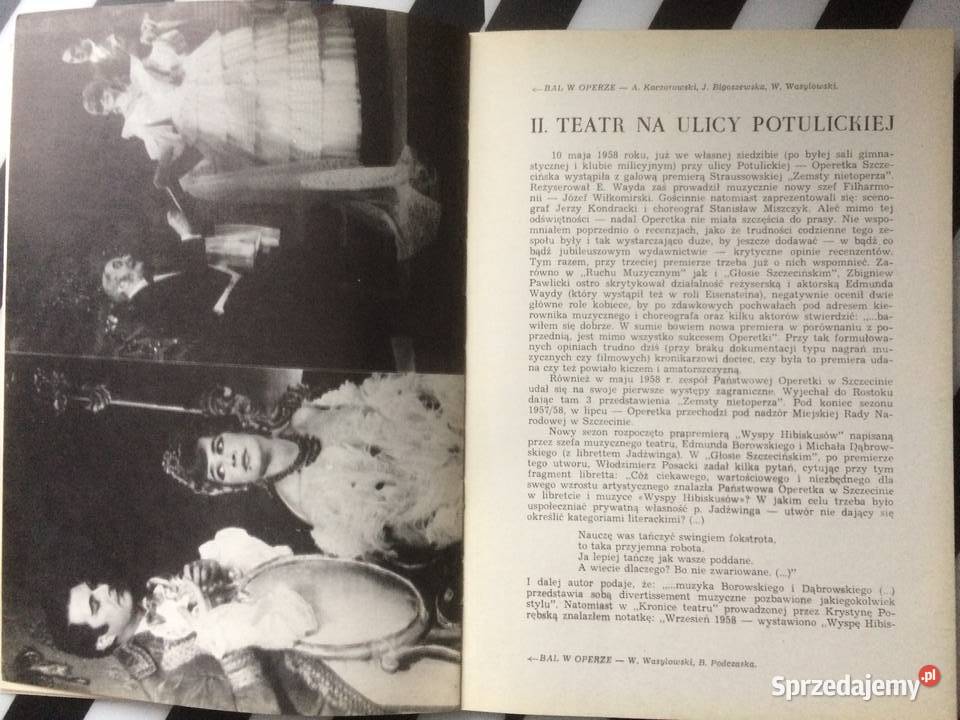 <-BAL W OPERZE — A. Kaczorowski, J. Bigoszewska, W. Wasylowski.
II. TEATR NA ULICY POTULICKIEJ
10 maja 1958 roku, już we własnej siedzibie (po byłej sali gimna-
stycznej i klubie milicyjnym) przy ulicy Potulickiej — Operetka Szcze-
cińska wystąpiła z galową premierą Straussowskiej „Zemsty nietoperza".
Reżyserował E. Wayda zaś prowadził muzycznie nowy szef Filharmo-
nii — Józef Wiłkomirski. Gościnnie natomiast zaprezentowali się: sceno-
graf Jerzy Kondracki i choreograf Stanisław Miszczyk. Aleć mimo tej
odświętności — nadal Operetka nie miała szczęścia do prasy. Nie wspo-
mniałem poprzednio o recenzjach, jako że trudności codzienne tego ze-
społu były i tak wystarczająco duże, by jeszcze dodawać — w bądź co
bądź jubileuszowym wydawnictwie — krytyczne opinie recenzentów.
Tym razem, przy trzeciej premierze trzeba już o nich wspomnieć. Za-
równo w „Ruchu Muzycznym" jak i „Głosie Szczecińskim", Zbigniew
Pawlicki ostro skrytykował działalność reżyserską i aktorską Edmunda
Waydy (który wystąpił też w roli Eisensteina), negatywnie ocenił dwie
główne role kobiece, by po zdawkowych pochwałach pod adresem kie-
rownika muzycznego i choreografa oraz kilku aktorów stwierdzić: „...ba-
wiłem się dobrze. W sumie bowiem nowa premiera w porównaniu z po-
przednią, jest mimo wszystko sukcesem Operetki". Przy tak formułowa-
nych opiniach trudno dziś (przy braku dokumentacji typu nagrań mu-
zycznych czy filmowych) kronikarzowi dociec, czy była to premiera uda-
na czy też powiało kiczem i amatorszczyzną.
Również w maju 1958 r. zespół Państwowej Operetki w Szczecinie
udał się na swoje pierwsze występy zagraniczne. Wyjechał do Rostoku
dając tam 3 przedstawienia „Zemsty nietoperza". Pod koniec sezonu
1957/58, w lipcu — Operetka przechodzi pod nadzór Miejskiej Rady Na-
rodowej w Szczecinie.
Nowy sezon rozpoczęto prapremierą „Wyspy Hibiskusów" napisaną
przez szefa muzycznego teatru, Edmunda Borowskiego i Michała Dąbrow-
skiego (z librettem Jadźwinga). W „Głosie Szczecińskim", po premierze
tego utworu, Włodzimierz Posacki zadał kilka pytań, cytując przy tym
fragment libretta: „Cóż ciekawego, wartościowego i niezbędnego dla
swego wzrostu artystycznego znalazła Państwowa Operetka w Szczecinie
w libretcie i muzyce «Wyspy Hibiskusów»? W jakim celu trzeba było
uspołeczniać prywatną własność p. Jadźwinga — utwór nie dający się
określić kategoriami literackimi? (...)
Nauczę was tańczyć swingiem fokstrota,
to taka przyjemna robota.
Ja lepiej tańczę jak wasze poddane.
A wiecie dlaczego? Bo nie zwariowane. (...)"
I dalej autor podaje, że: „...muzyka Borowskiego i Dąbrowskiego (...)
przedstawia sobą divertissement muzyczne pozbawione jakiegokolwiek
stylu". Natomiast w „Kronice teatru" prowadzonej przez Krystynę Po-
rębską znalazłem notatkę: „Wrzesień 1958 — wystawiono „Wyspę Hibis-
<-BAL W OPERZE — W. Wasylowski, B. Podczaska.
Sprzedajemy.pl